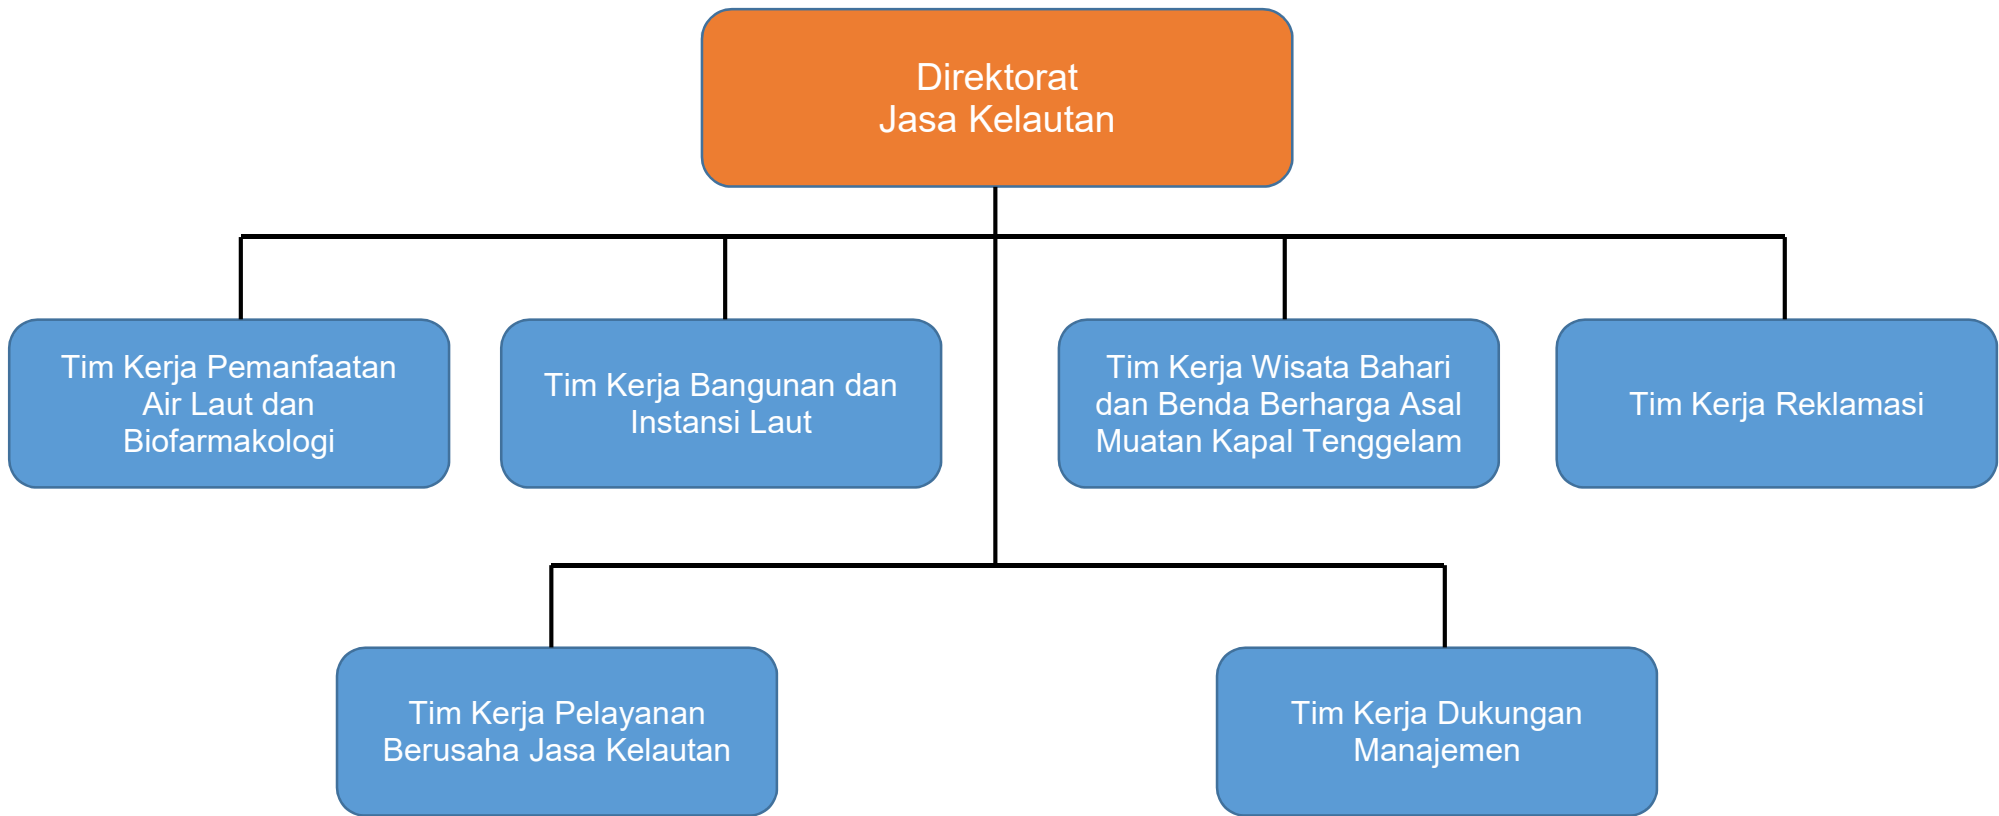 Direktorat
Jasa Kelautan
Tim Kerja Pemanfaatan
Air Laut dan
Biofarmakologi
Tim Kerja Bangunan dan
Instansi Laut
Tim Kerja Wisata Bahari
dan Benda Berharga Asal
Muatan Kapal Tenggelam
Tim Kerja Reklamasi
Tim Kerja Pelayanan
Berusaha Jasa Kelautan
Tim Kerja Dukungan
Manajemen